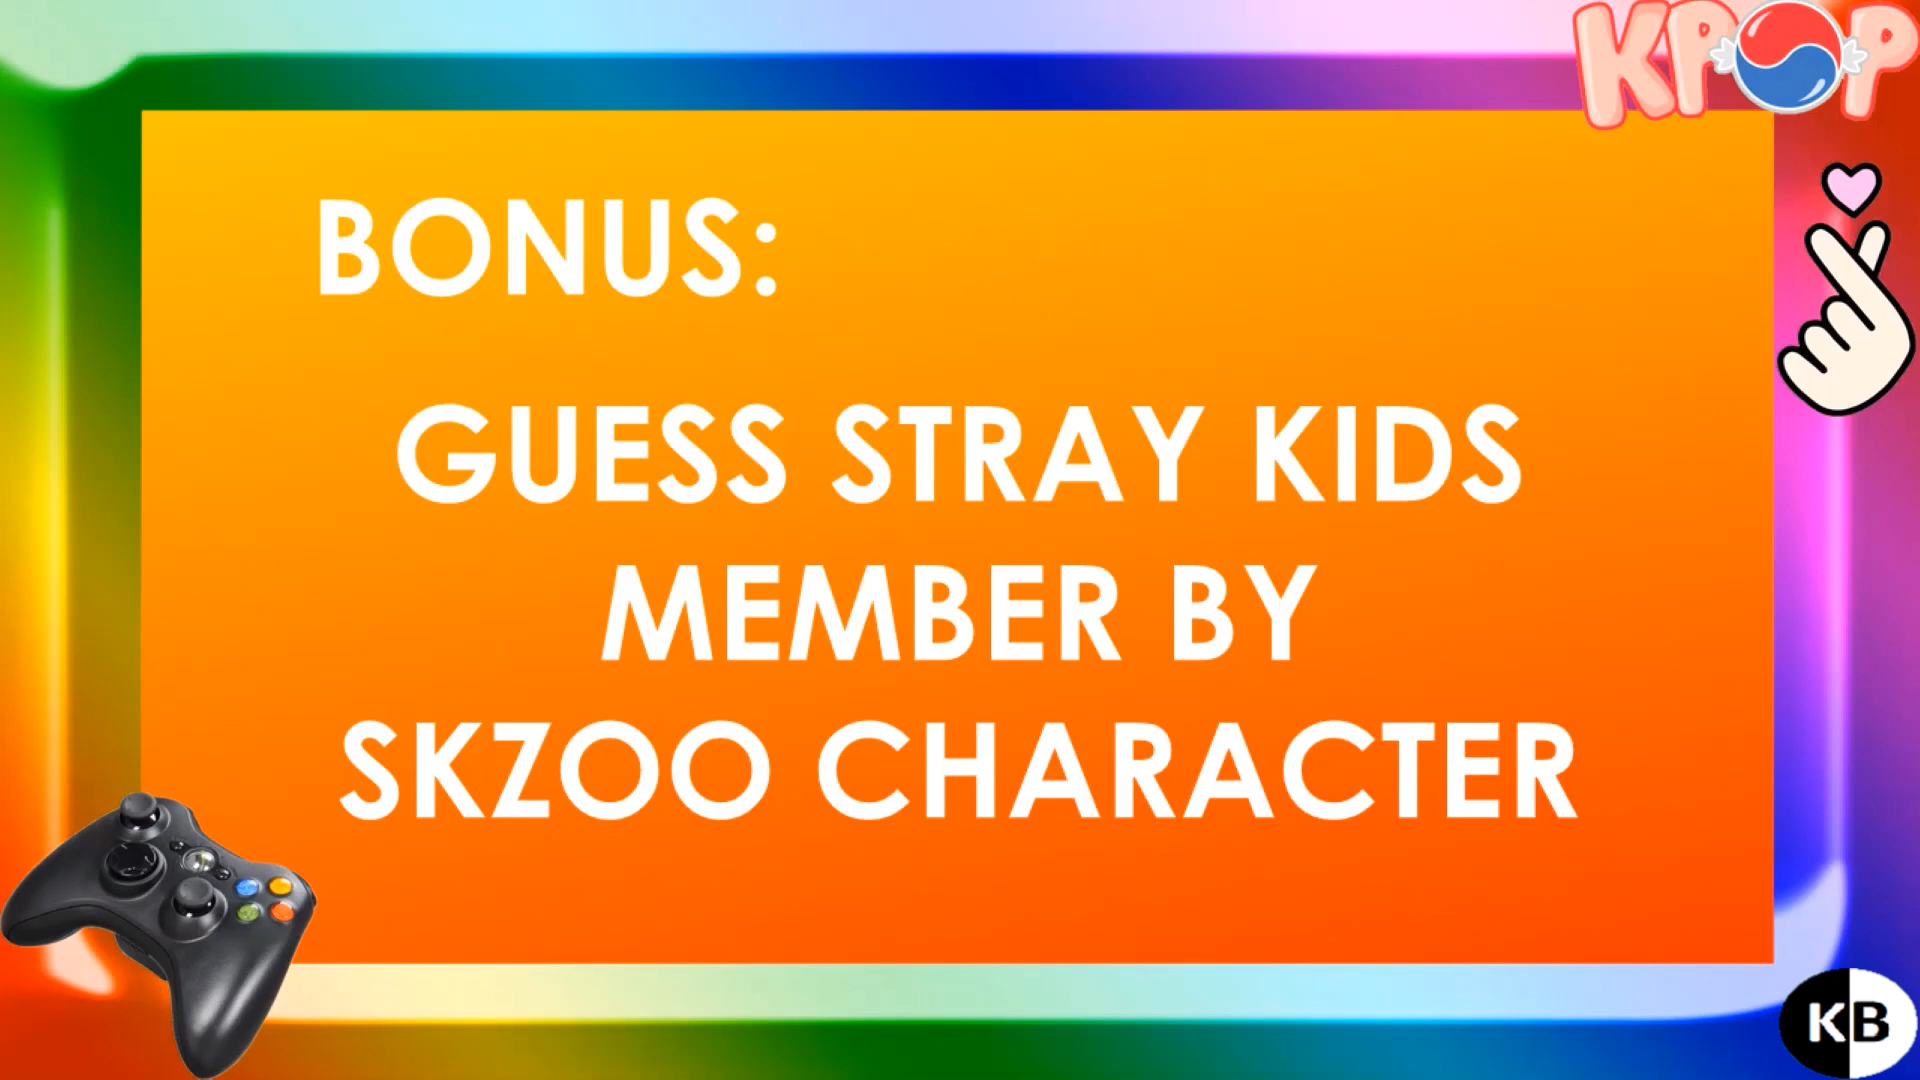 KPOP
BONUS:
GUESS STRAY KIDS
MEMBER BY
SKZOO CHARACTER
KB